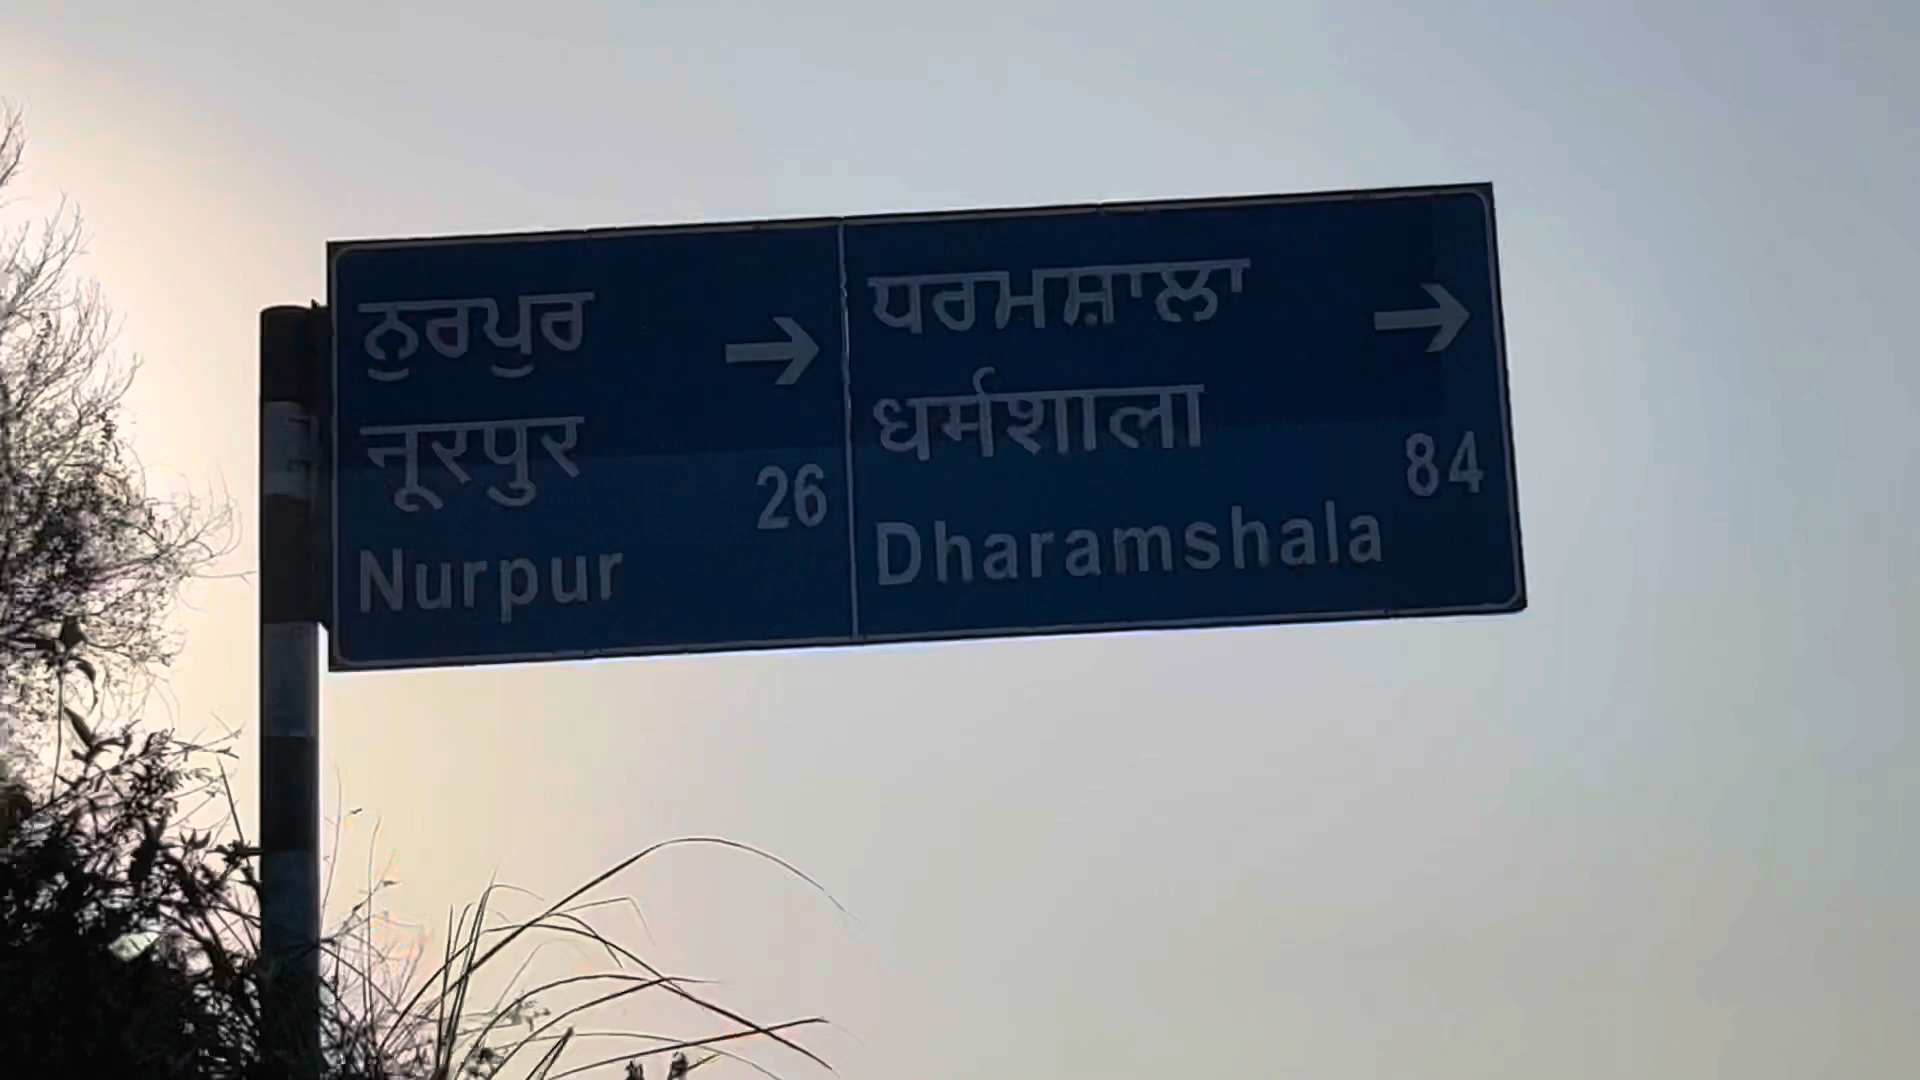 ਨੁਰਪੁਰ →
नूरपुर
26
Nurpur
ਧਰਮਸ਼ਾਲਾ →
धर्मशाला
84
Dharamshala